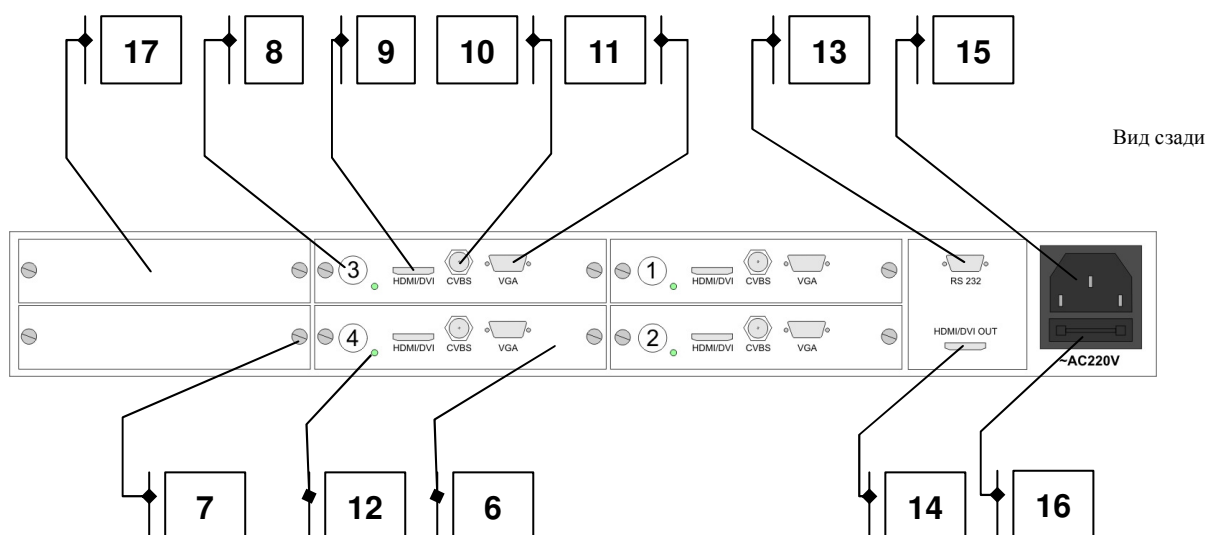 17 8 9 10 11 13 15
Вид сзади
3 HDMI/DVI CVBS VGA 1 HDMI/DVI CVBS VGA RS 232
4 HDMI/DVI CVBS VGA 2 HDMI/DVI CVBS VGA HDMI/DVI OUT
~AC220V
7 12 6 14 16